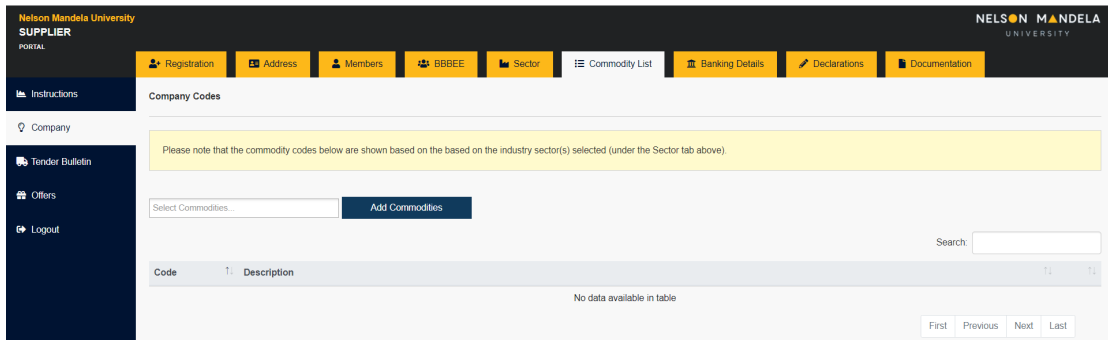 Nelson Mandela University
SUPPLIER
PORTAL
NELSON MANDELA
UNIVERSITY
Registration
Address
Members
BBBEE
Sector
Commodity List
Banking Details
Declarations
Documentation
Instructions
Company
Tender Bulletin
Offers
Logout
Company Codes
Please note that the commodity codes below are shown based on the based on the industry sector(s) selected (under the Sector tab above).
Select Commodities...
Add Commodities
Search:
Code Description
No data available in table
First Previous Next Last